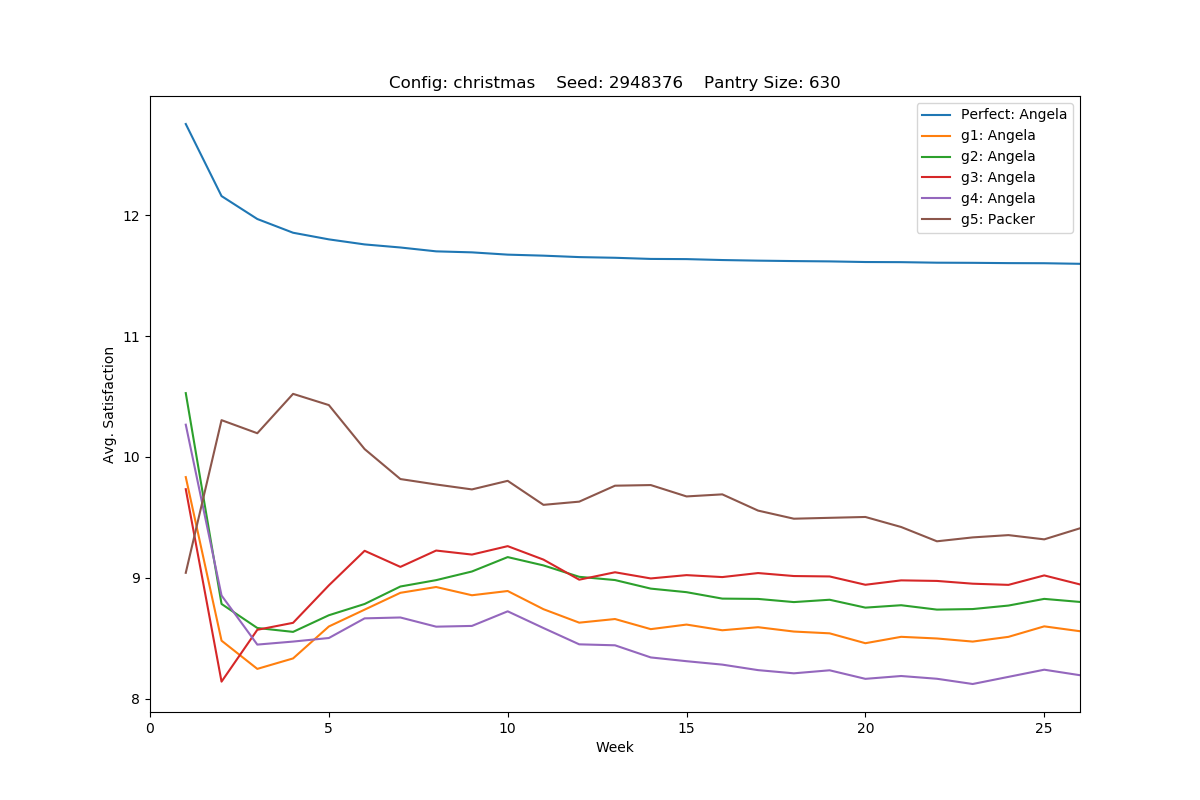 Config: christmas    Seed: 2948376    Pantry Size: 630
Perfect: Angela
g1: Angela
g2: Angela
g3: Angela
g4: Angela
g5: Packer
Avg. Satisfaction
12
11
10
9
8
0 5 10 15 20 25
Week